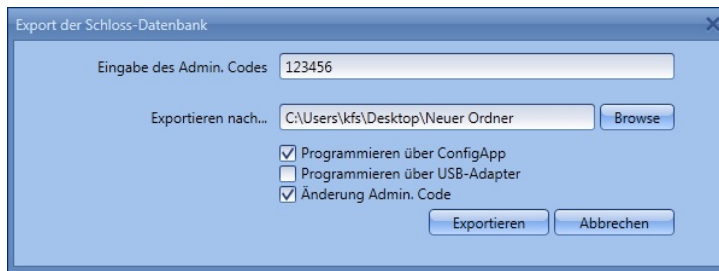 Export der Schloss-Datenbank
Eingabe des Admin. Codes 123456
Exportieren nach... C:\Users\kfs\Desktop\Neuer Ordner Browse
Programmieren über ConfigApp
Programmieren über USB-Adapter
Änderung Admin. Code
Exportieren Abbrechen